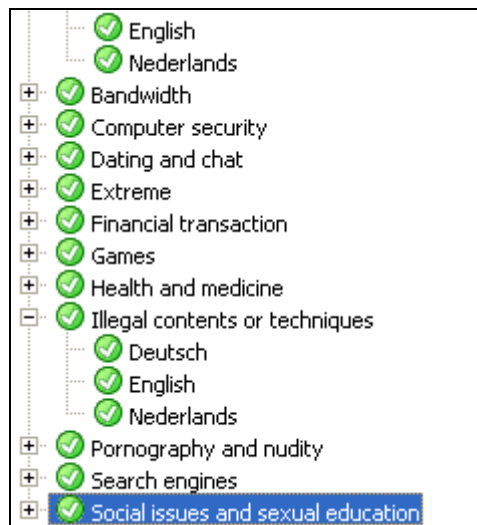 English
Nederlands
Bandwidth
Computer security
Dating and chat
Extreme
Financial transaction
Games
Health and medicine
Illegal contents or techniques
Deutsch
English
Nederlands
Pornography and nudity
Search engines
Social issues and sexual education